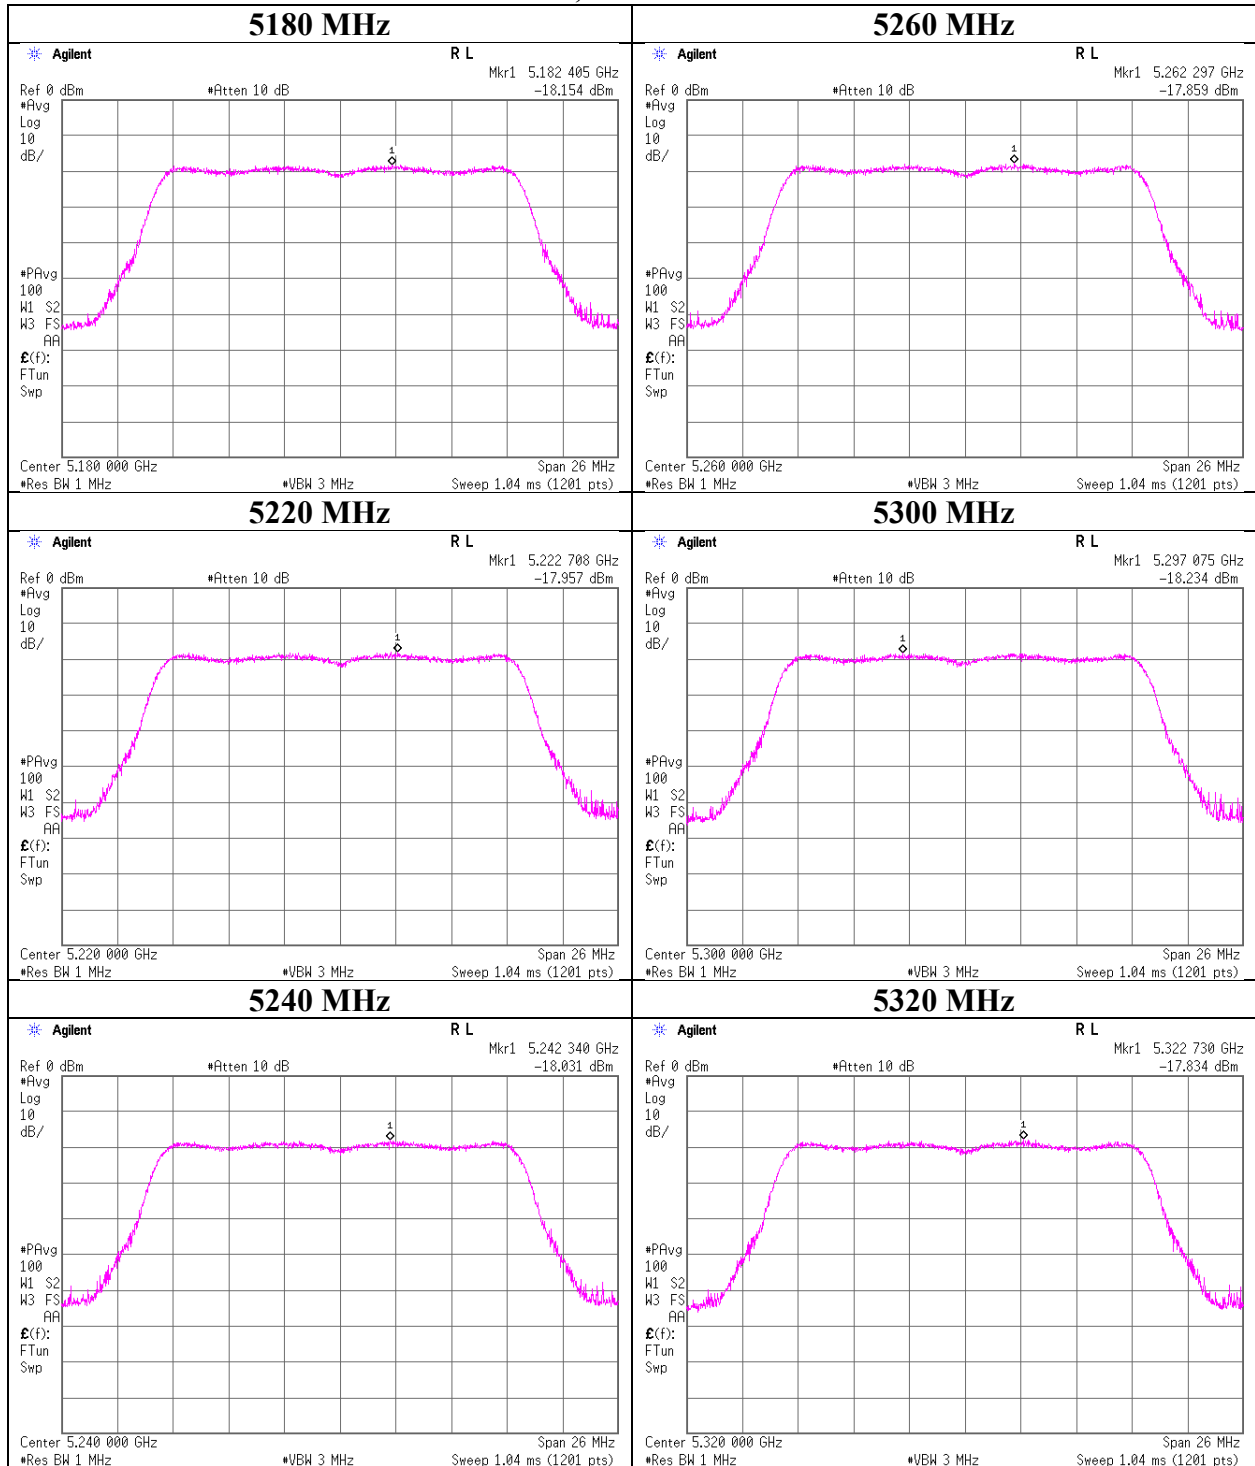 5180 MHz
Agilent R L
Mkr1 5.182 405 GHz
Ref 0 dBm #Atten 10 dB -18.154 dBm
#Avg
Log
10
dB/
1
#PAvg
100
W1 S2
W3 FS
AA
£(f):
FTun
Swp
Center 5.180 000 GHz Span 26 MHz
#Res BW 1 MHz #VBW 3 MHz Sweep 1.04 ms (1201 pts)
5260 MHz
Agilent R L
Mkr1 5.262 297 GHz
Ref 0 dBm #Atten 10 dB -17.859 dBm
#Avg
Log
10
dB/
1
#PAvg
100
W1 S2
W3 FS
AA
£(f):
FTun
Swp
Center 5.260 000 GHz Span 26 MHz
#Res BW 1 MHz #VBW 3 MHz Sweep 1.04 ms (1201 pts)
5220 MHz
Agilent R L
Mkr1 5.222 708 GHz
Ref 0 dBm #Atten 10 dB -17.957 dBm
#Avg
Log
10
dB/
1
#PAvg
100
W1 S2
W3 FS
AA
£(f):
FTun
Swp
Center 5.220 000 GHz Span 26 MHz
#Res BW 1 MHz #VBW 3 MHz Sweep 1.04 ms (1201 pts)
5300 MHz
Agilent R L
Mkr1 5.297 075 GHz
Ref 0 dBm #Atten 10 dB -18.234 dBm
#Avg
Log
10
dB/
1
#PAvg
100
W1 S2
W3 FS
AA
£(f):
FTun
Swp
Center 5.300 000 GHz Span 26 MHz
#Res BW 1 MHz #VBW 3 MHz Sweep 1.04 ms (1201 pts)
5240 MHz
Agilent R L
Mkr1 5.242 340 GHz
Ref 0 dBm #Atten 10 dB -18.031 dBm
#Avg
Log
10
dB/
1
#PAvg
100
W1 S2
W3 FS
AA
£(f):
FTun
Swp
Center 5.240 000 GHz Span 26 MHz
#Res BW 1 MHz #VBW 3 MHz Sweep 1.04 ms (1201 pts)
5320 MHz
Agilent R L
Mkr1 5.322 730 GHz
Ref 0 dBm #Atten 10 dB -17.834 dBm
#Avg
Log
10
dB/
1
#PAvg
100
W1 S2
W3 FS
AA
£(f):
FTun
Swp
Center 5.320 000 GHz Span 26 MHz
#Res BW 1 MHz #VBW 3 MHz Sweep 1.04 ms (1201 pts)